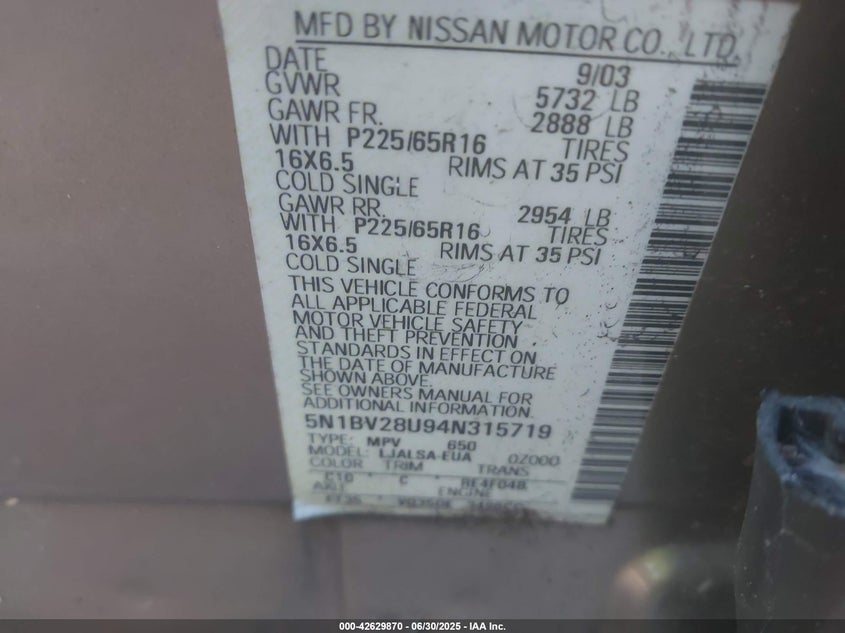 MFD BY NISSAN MOTOR CO., LTD.
DATE 9/03
GVWR 5732 LB
GAWR FR. 2888 LB
WITH P225/65R16 TIRES
16X6.5 RIMS AT 35 PSI
COLD SINGLE
GAWR RR. 2954 LB
WITH P225/65R16 TIRES
16X6.5 RIMS AT 35 PSI
COLD SINGLE
THIS VEHICLE CONFORMS TO
ALL APPLICABLE FEDERAL
MOTOR VEHICLE SAFETY
AND THEFT PREVENTION
STANDARDS IN EFFECT ON
THE DATE OF MANUFACTURE
SHOWN ABOVE.
SEE OWNERS MANUAL FOR
ADDITIONAL INFORMATION.
5N1BV28U94N315719
TYPE: MPV 650
MODEL: LJALSA-EUA 0Z000
COLOR TRIM TRANS
C10 C RE4F04B
ENGINE
000-42629870 - 06/30/2025 - IAA Inc.